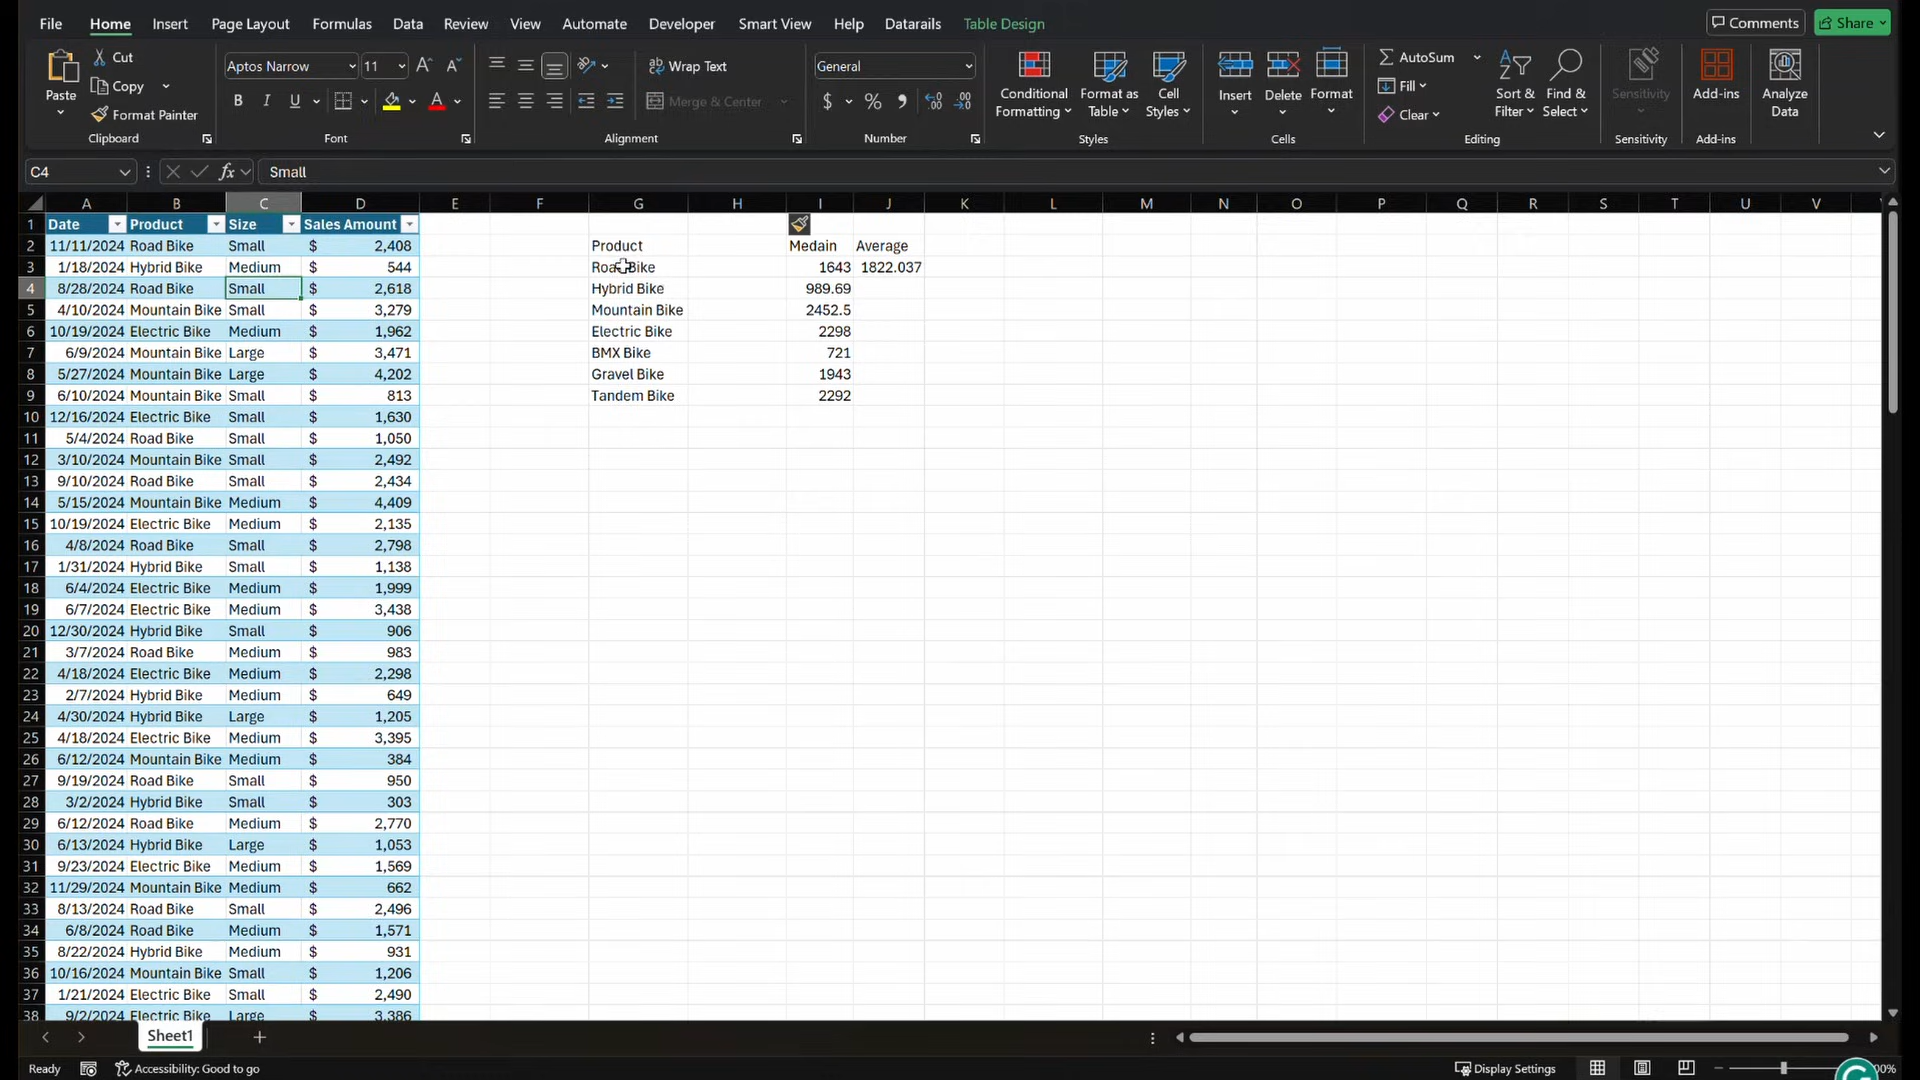 File Home Insert Page Layout Formulas Data Review View Automate Developer Smart View Help Datarails Table Design Comments Share
Paste Cut Copy Format Painter Clipboard
Aptos Narrow 11 B I U A Font
Wrap Text Merge & Center Alignment
General $ % Number
Conditional Formatting Format as Table Cell Styles Styles
Insert Delete Format Cells
AutoSum Fill Clear Sort & Filter Find & Select Editing
Sensitivity Sensitivity
Add-ins Add-ins
Analyze Data
C4 fx Small
A B C D E F G H I J K L M N O P Q R S T U V
1 Date Product Size Sales Amount
2 11/11/2024 Road Bike Small $ 2,408 Product Medain Average
3 1/18/2024 Hybrid Bike Medium $ 544 Road Bike 1643 1822.037
4 8/28/2024 Road Bike Small $ 2,618 Hybrid Bike 989.69
5 4/10/2024 Mountain Bike Small $ 3,279 Mountain Bike 2452.5
6 10/19/2024 Electric Bike Medium $ 1,962 Electric Bike 2298
7 6/9/2024 Mountain Bike Large $ 3,471 BMX Bike 721
8 5/27/2024 Mountain Bike Large $ 4,202 Gravel Bike 1943
9 6/10/2024 Mountain Bike Small $ 813 Tandem Bike 2292
10 12/16/2024 Electric Bike Small $ 1,630
11 5/4/2024 Road Bike Small $ 1,050
12 3/10/2024 Mountain Bike Small $ 2,492
13 9/10/2024 Road Bike Small $ 2,434
14 5/15/2024 Mountain Bike Medium $ 4,409
15 10/19/2024 Electric Bike Medium $ 2,135
16 4/8/2024 Road Bike Small $ 2,798
17 1/31/2024 Hybrid Bike Small $ 1,138
18 6/4/2024 Electric Bike Medium $ 1,999
19 6/7/2024 Electric Bike Medium $ 3,438
20 12/30/2024 Hybrid Bike Small $ 906
21 3/7/2024 Road Bike Medium $ 983
22 4/18/2024 Electric Bike Medium $ 2,298
23 2/7/2024 Hybrid Bike Medium $ 649
24 4/30/2024 Hybrid Bike Large $ 1,205
25 4/18/2024 Electric Bike Medium $ 3,395
26 6/12/2024 Mountain Bike Medium $ 384
27 9/19/2024 Road Bike Small $ 950
28 3/2/2024 Hybrid Bike Small $ 303
29 6/12/2024 Road Bike Medium $ 2,770
30 6/13/2024 Hybrid Bike Large $ 1,053
31 9/23/2024 Electric Bike Medium $ 1,569
32 11/29/2024 Mountain Bike Medium $ 662
33 8/13/2024 Road Bike Small $ 2,496
34 6/8/2024 Road Bike Medium $ 1,571
35 8/22/2024 Hybrid Bike Medium $ 931
36 10/16/2024 Mountain Bike Small $ 1,206
37 1/21/2024 Electric Bike Small $ 2,490
38 9/2/2024 Electric Bike Large $ 3,386
Sheet1
Ready Accessibility: Good to go Display Settings